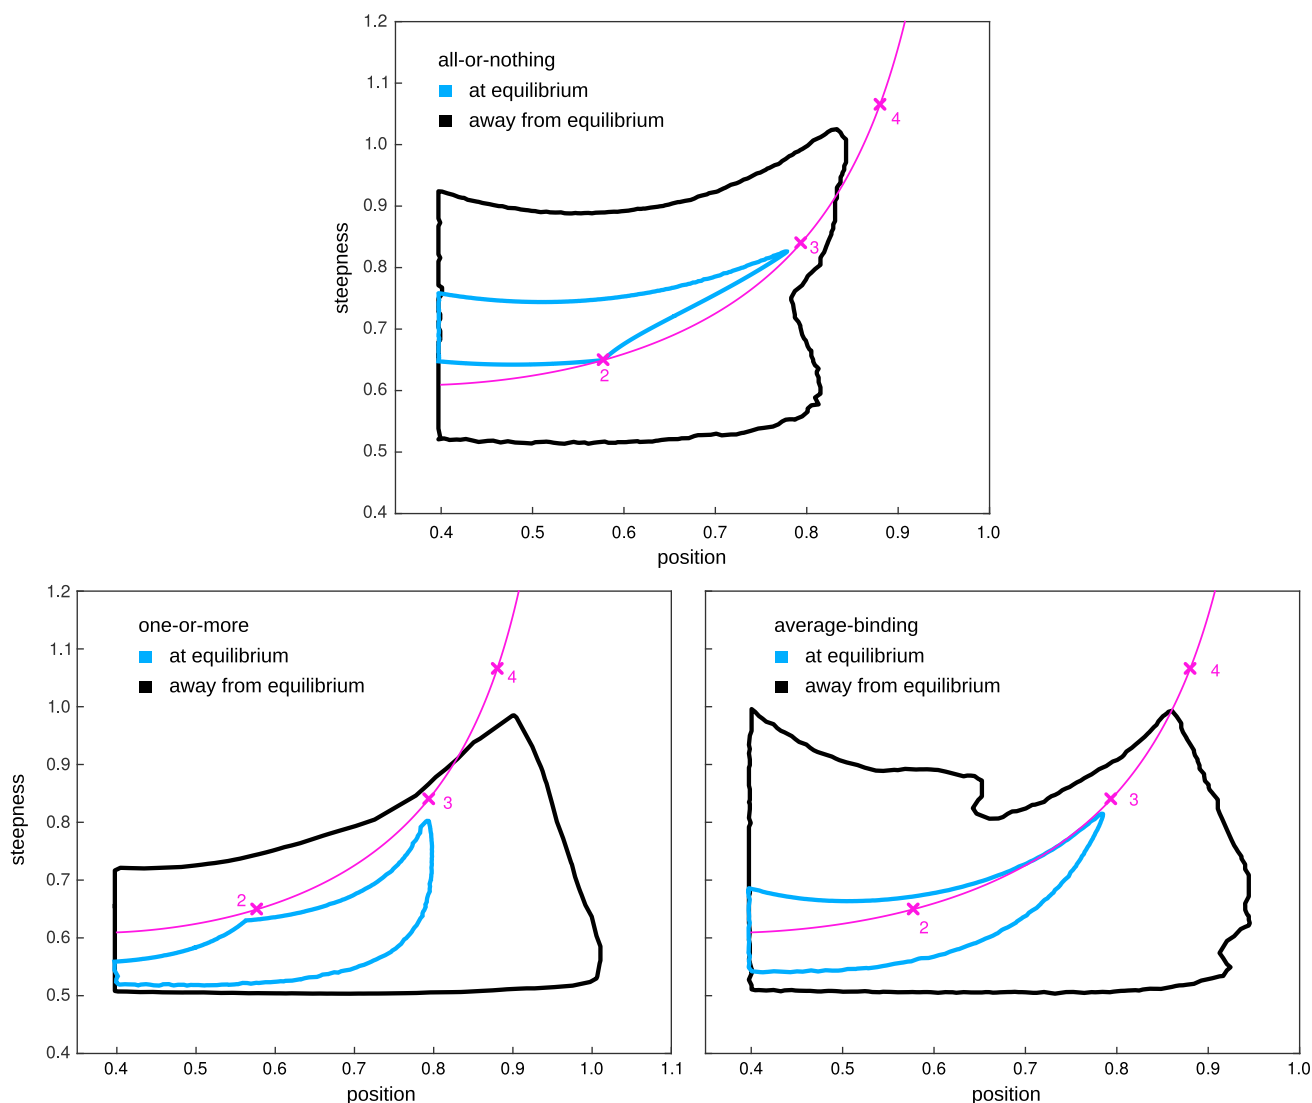 1.2
all-or-nothing
at equilibrium
away from equilibrium
1.1
1.0
0.9
0.8
0.7
0.6
0.5
0.4
steepness
4
3
2
0.4 0.5 0.6 0.7 0.8 0.9 1.0
position
1.2
one-or-more
at equilibrium
away from equilibrium
1.1
1.0
0.9
0.8
0.7
0.6
0.5
0.4
steepness
4
3
2
0.4 0.5 0.6 0.7 0.8 0.9 1.0 1.1
position
average-binding
at equilibrium
away from equilibrium
4
3
2
0.4 0.5 0.6 0.7 0.8 0.9 1.0
position